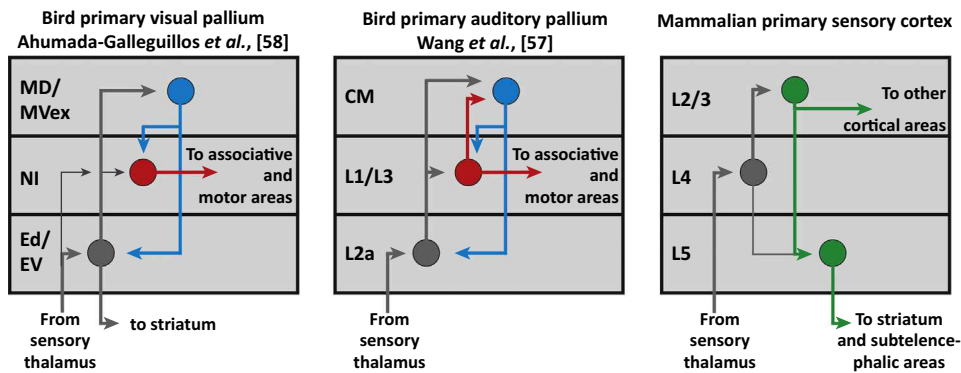 Bird primary visual pallium
Ahumada-Galleguillos et al., [58]
MD/
MVex
NI
To associative
and
motor areas
Ed/
EV
From
sensory
thalamus
to striatum
Bird primary auditory pallium
Wang et al., [57]
CM
L1/L3
To associative
and
motor areas
L2a
From
sensory
thalamus
Mammalian primary sensory cortex
L2/3
To other
cortical areas
L4
L5
From
sensory
thalamus
To striatum
and subtelence-
phalic areas